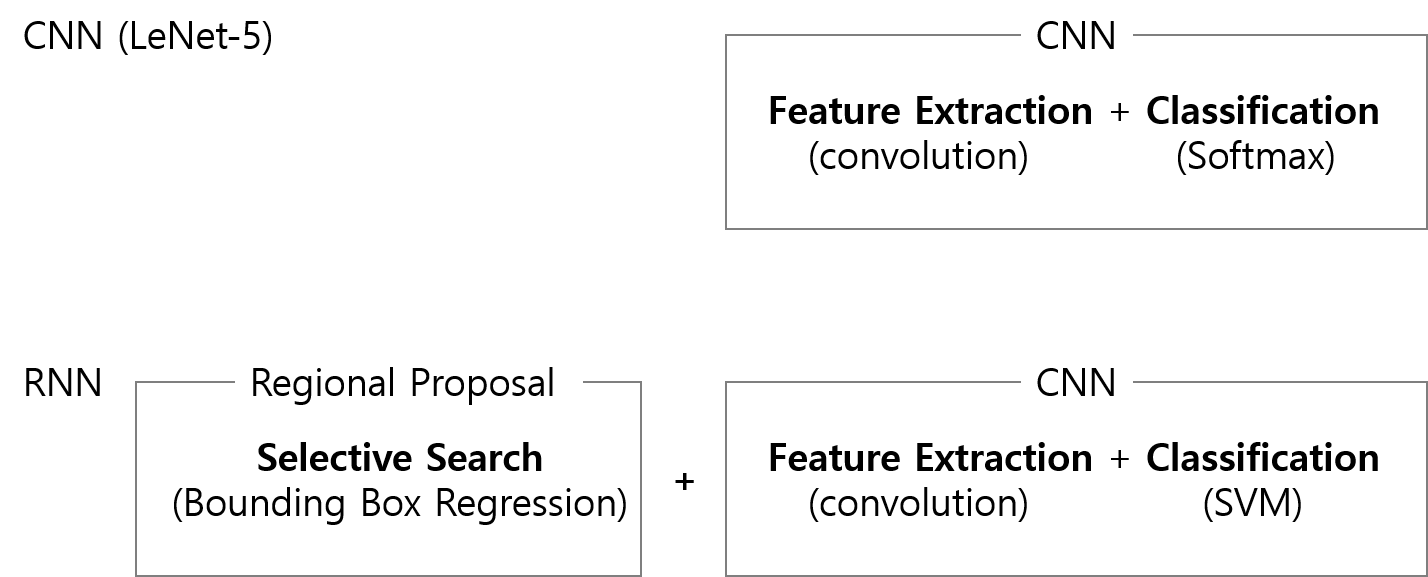 CNN (LeNet-5)
CNN
Feature Extraction + Classification
(convolution) (Softmax)
RNN
Regional Proposal
Selective Search
(Bounding Box Regression)
+
CNN
Feature Extraction + Classification
(convolution) (SVM)